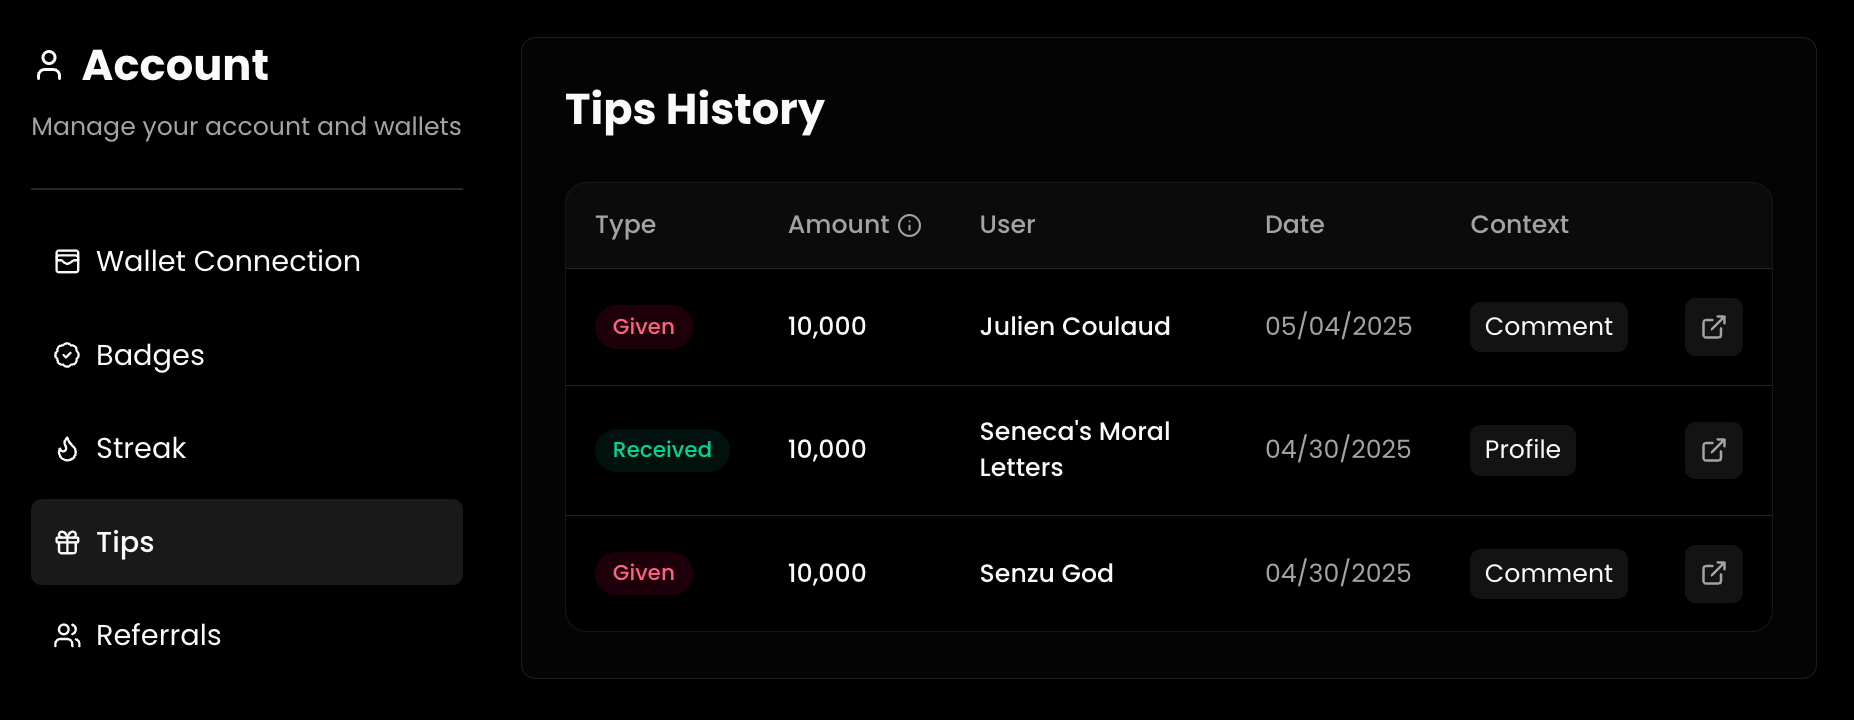 Account
Manage your account and wallets
Wallet Connection
Badges
Streak
Tips
Referrals
Tips History
Type Amount User Date Context
Given 10,000 Julien Coulaud 05/04/2025 Comment
Received 10,000 Seneca's Moral Letters 04/30/2025 Profile
Given 10,000 Senzu God 04/30/2025 Comment